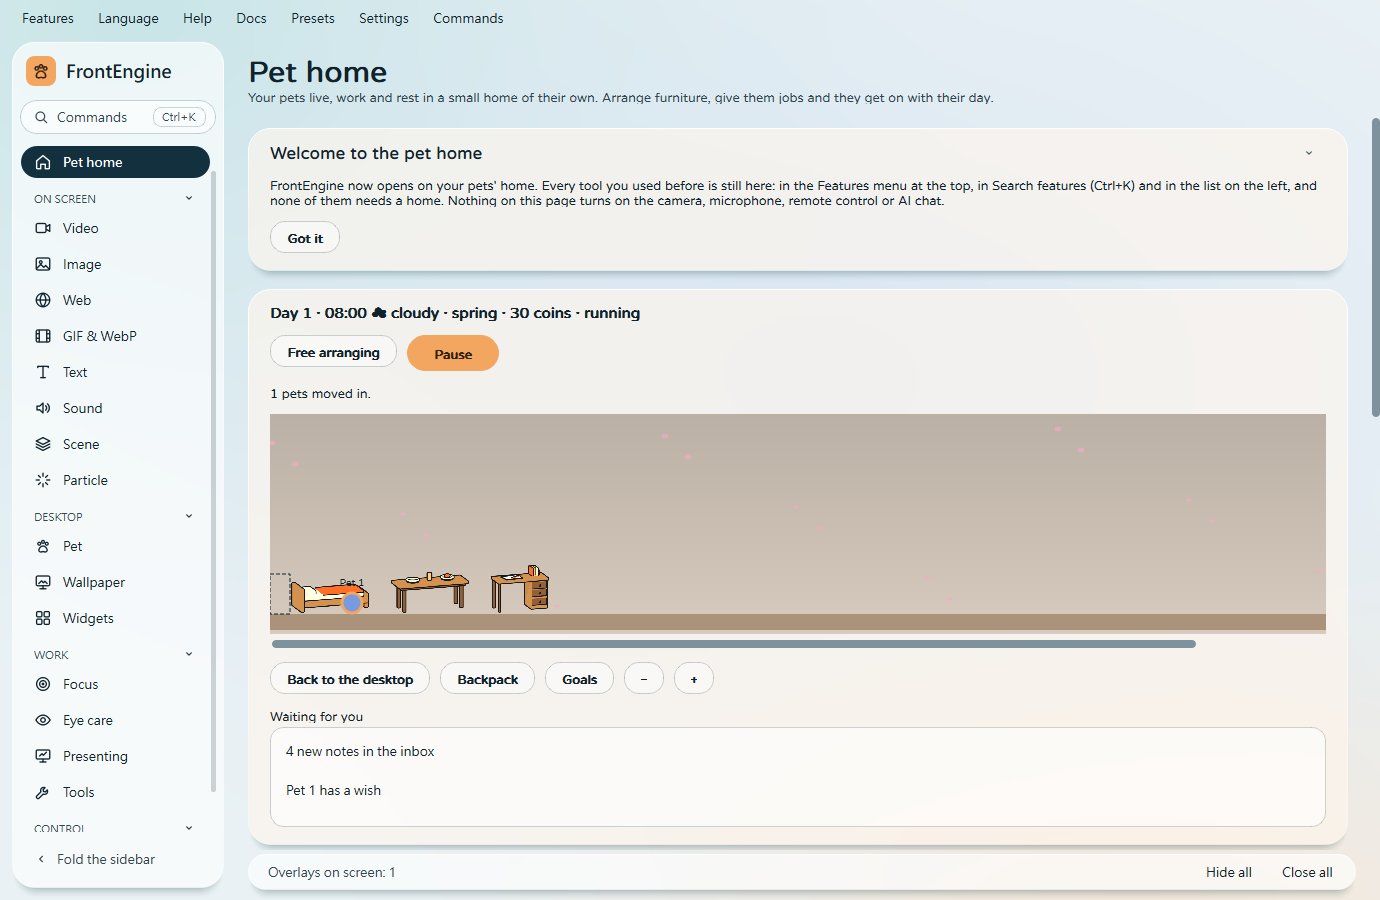 Features Language Help Docs Presets Settings Commands
FrontEngine
Commands Ctrl+K
Pet home
ON SCREEN
Video
Image
Web
GIF & WebP
Text
Sound
Scene
Particle
DESKTOP
Pet
Wallpaper
Widgets
WORK
Focus
Eye care
Presenting
Tools
CONTROL
Fold the sidebar
Pet home
Your pets live, work and rest in a small home of their own. Arrange furniture, give them jobs and they get on with their day.
Welcome to the pet home
FrontEngine now opens on your pets' home. Every tool you used before is still here: in the Features menu at the top, in Search features (Ctrl+K) and in the list on the left, and
none of them needs a home. Nothing on this page turns on the camera, microphone, remote control or AI chat.
Got it
Day 1 · 08:00 ☁ cloudy · spring · 30 coins · running
Free arranging Pause
1 pets moved in.
Pet 1
Back to the desktop Backpack Goals − +
Waiting for you
4 new notes in the inbox
Pet 1 has a wish
Overlays on screen: 1 Hide all Close all